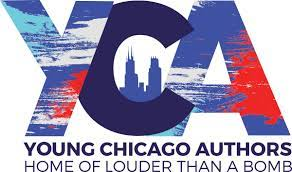 YCA
YOUNG CHICAGO AUTHORS
HOME OF LOUDER THAN A BOMB